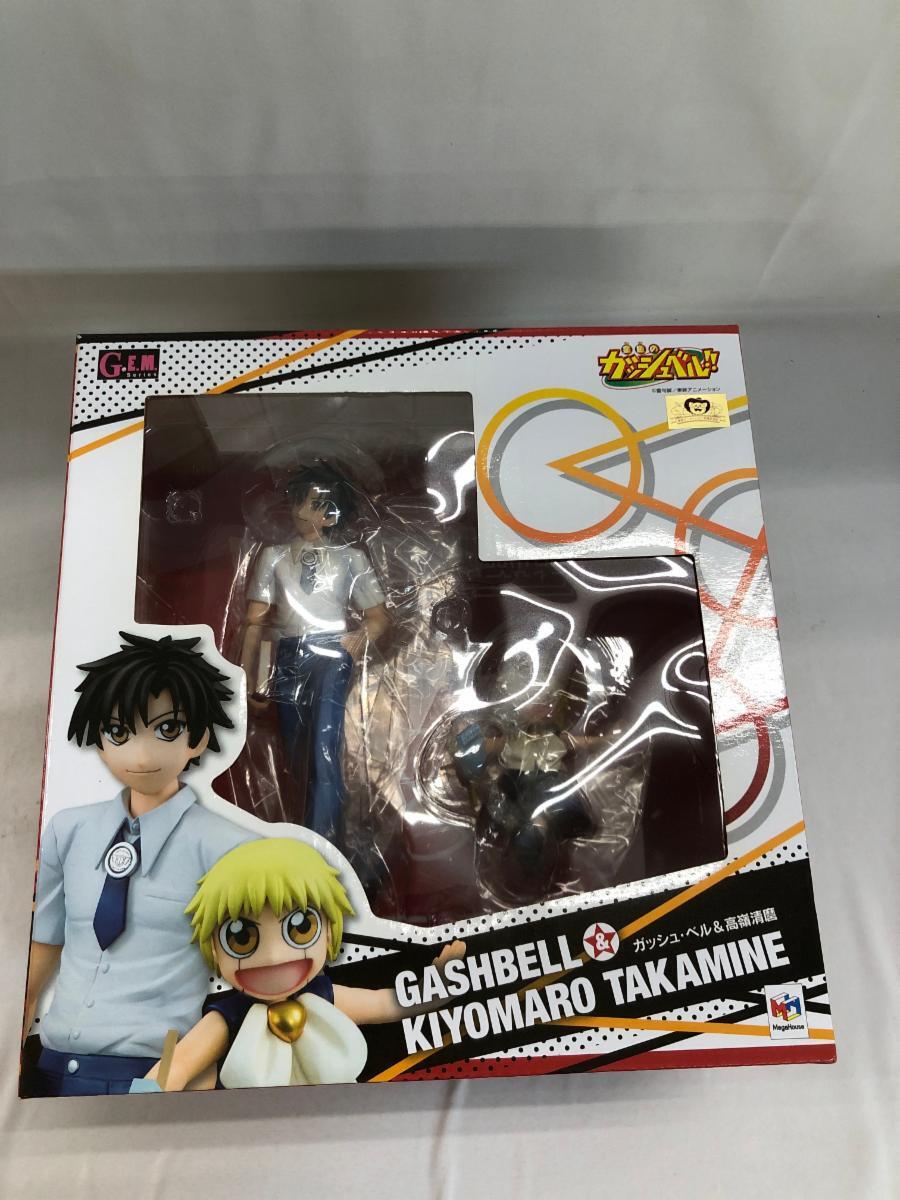 G.E.M.
Series
金色の
ガッシュベル!!
©雷句誠／東映アニメーション
ガッシュ・ベル&高嶺清麿
GASHBELL &
KIYOMARO TAKAMINE
MegaHouse